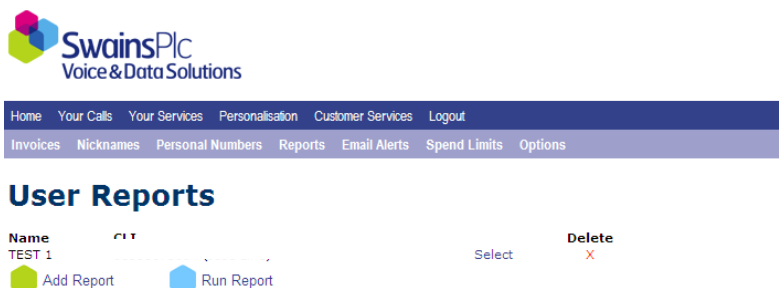 SwainsPlc
Voice & Data Solutions
Home Your Calls Your Services Personalisation Customer Services Logout
Invoices Nicknames Personal Numbers Reports Email Alerts Spend Limits Options
User Reports
Name CLI Delete
TEST 1 Select X
Add Report Run Report